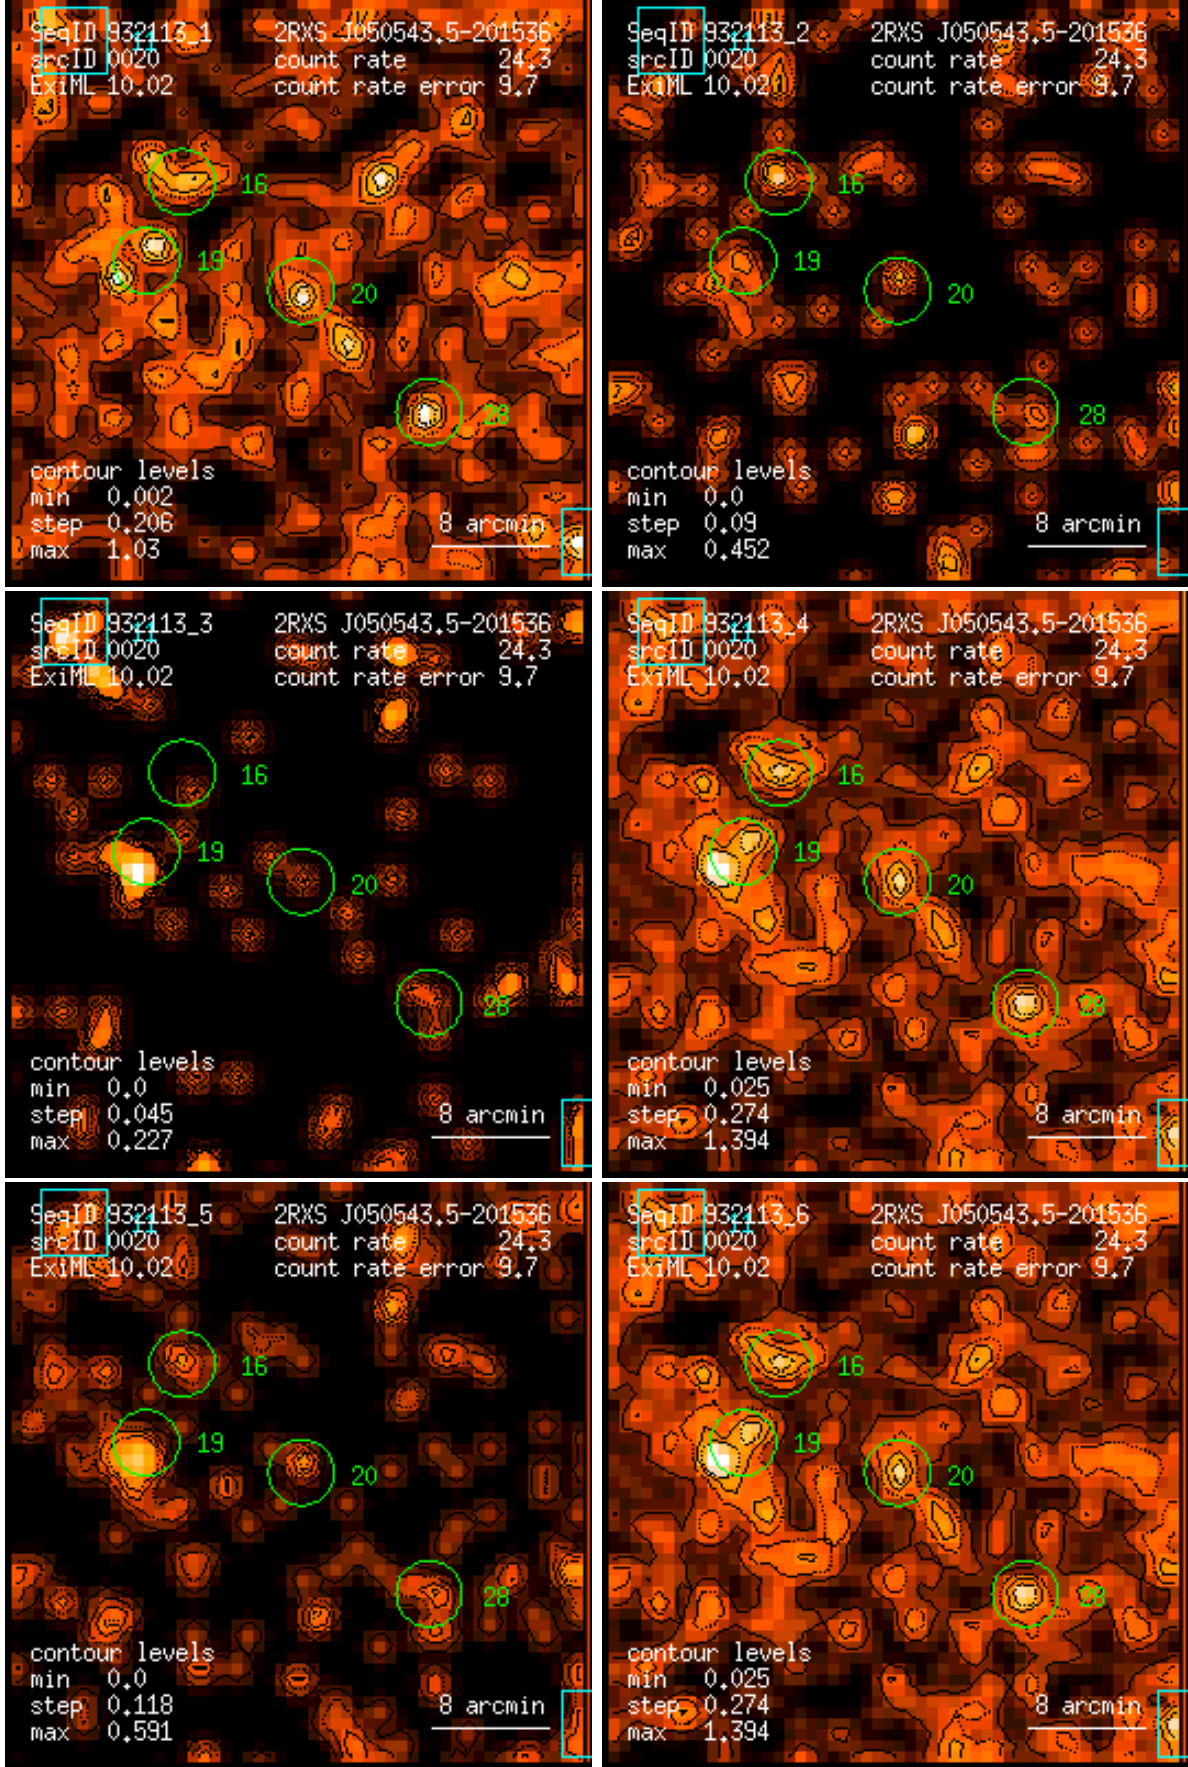 SeqID 932113_1 2RXS J050543.5-201536
srcID 0020 count rate 24.3
ExiML 10.02 count rate error 9.7
16
19
20
28
contour levels
min 0.002
step 0.206
max 1.03
8 arcmin
SeqID 932113_2 2RXS J050543.5-201536
srcID 0020 count rate 24.3
ExiML 10.02 count rate error 9.7
16
19
20
28
contour levels
min 0.0
step 0.09
max 0.452
8 arcmin
SeqID 932113_3 2RXS J050543.5-201536
srcID 0020 count rate 24.3
ExiML 10.02 count rate error 9.7
16
19
20
28
contour levels
min 0.0
step 0.045
max 0.227
8 arcmin
SeqID 932113_4 2RXS J050543.5-201536
srcID 0020 count rate 24.3
ExiML 10.02 count rate error 9.7
16
19
20
28
contour levels
min 0.025
step 0.274
max 1.394
8 arcmin
SeqID 932113_5 2RXS J050543.5-201536
srcID 0020 count rate 24.3
ExiML 10.02 count rate error 9.7
16
19
20
28
contour levels
min 0.0
step 0.118
max 0.591
8 arcmin
SeqID 932113_6 2RXS J050543.5-201536
srcID 0020 count rate 24.3
ExiML 10.02 count rate error 9.7
16
19
20
28
contour levels
min 0.025
step 0.274
max 1.394
8 arcmin